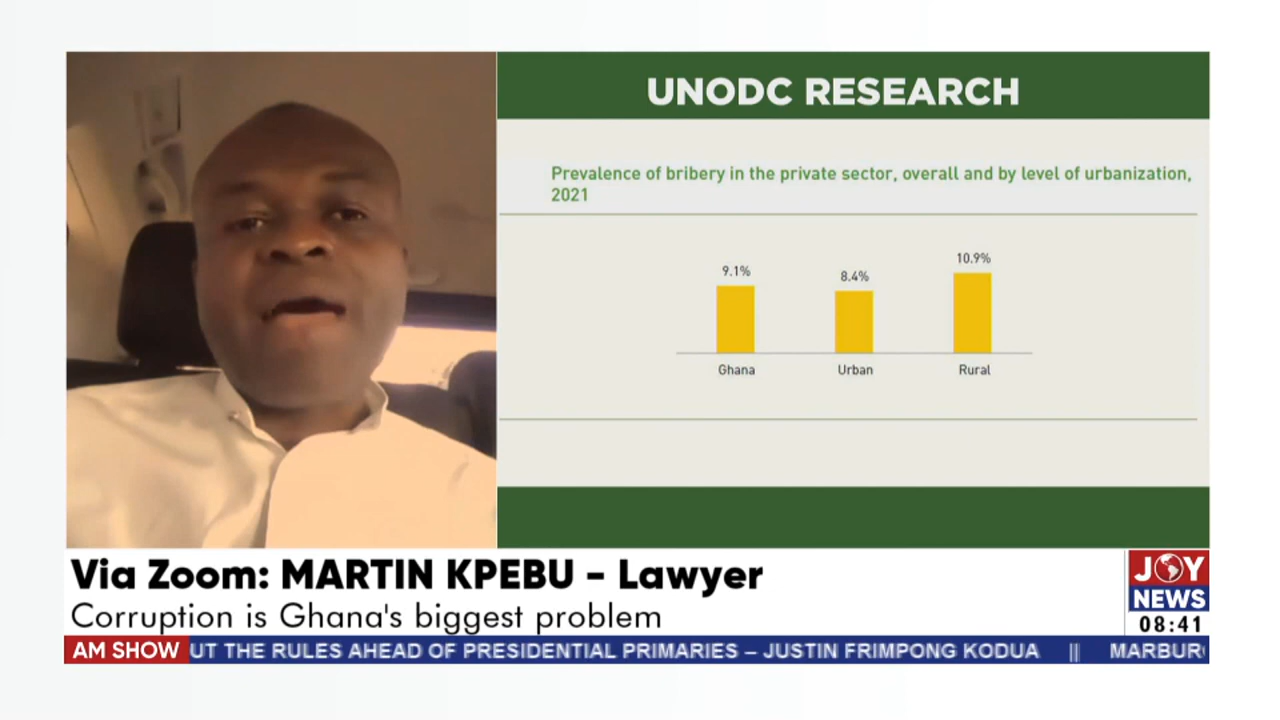 UNODC RESEARCH
Prevalence of bribery in the private sector, overall and by level of urbanization,
2021
9.1%
8.4%
10.9%
Ghana
Urban
Rural
Via Zoom: MARTIN KPEBU - Lawyer
Corruption is Ghana's biggest problem
JOY
NEWS
08:41
AM SHOW UT THE RULES AHEAD OF PRESIDENTIAL PRIMARIES – JUSTIN FRIMPONG KODUA || MARBUR